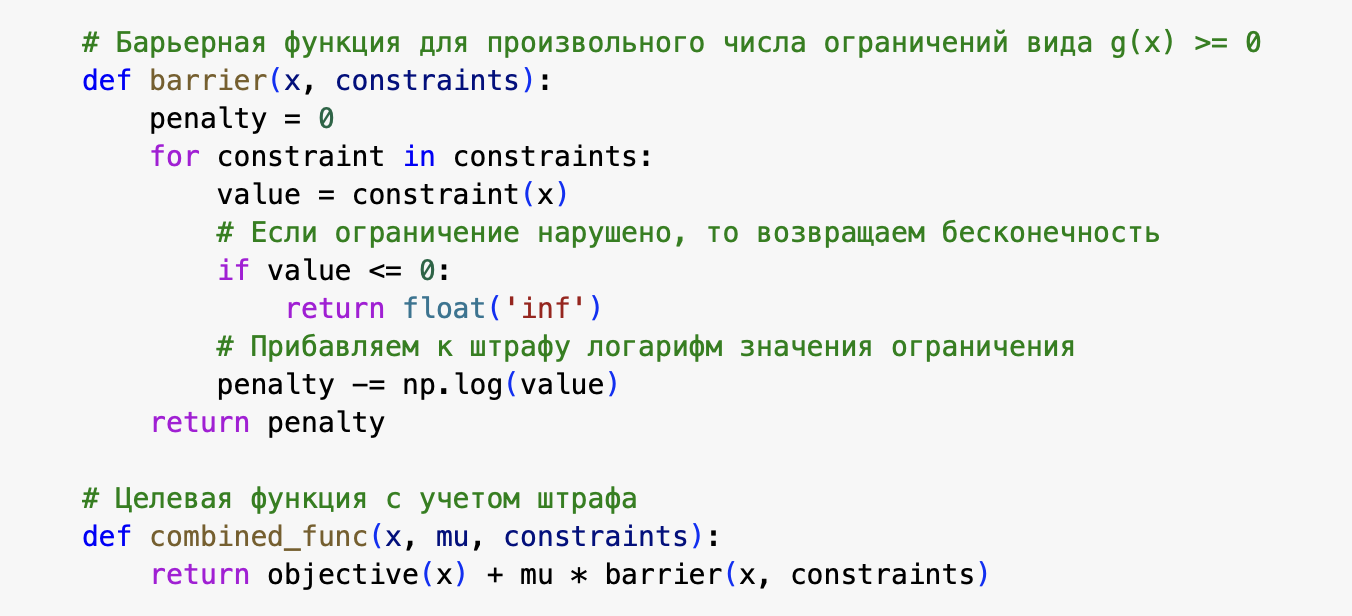 # Барьерная функция для произвольного числа ограничений вида g(x) >= 0
def barrier(x, constraints):
    penalty = 0
    for constraint in constraints:
        value = constraint(x)
        # Если ограничение нарушено, то возвращаем бесконечность
        if value <= 0:
            return float('inf')
        # Прибавляем к штрафу логарифм значения ограничения
        penalty -= np.log(value)
    return penalty

# Целевая функция с учетом штрафа
def combined_func(x, mu, constraints):
    return objective(x) + mu * barrier(x, constraints)